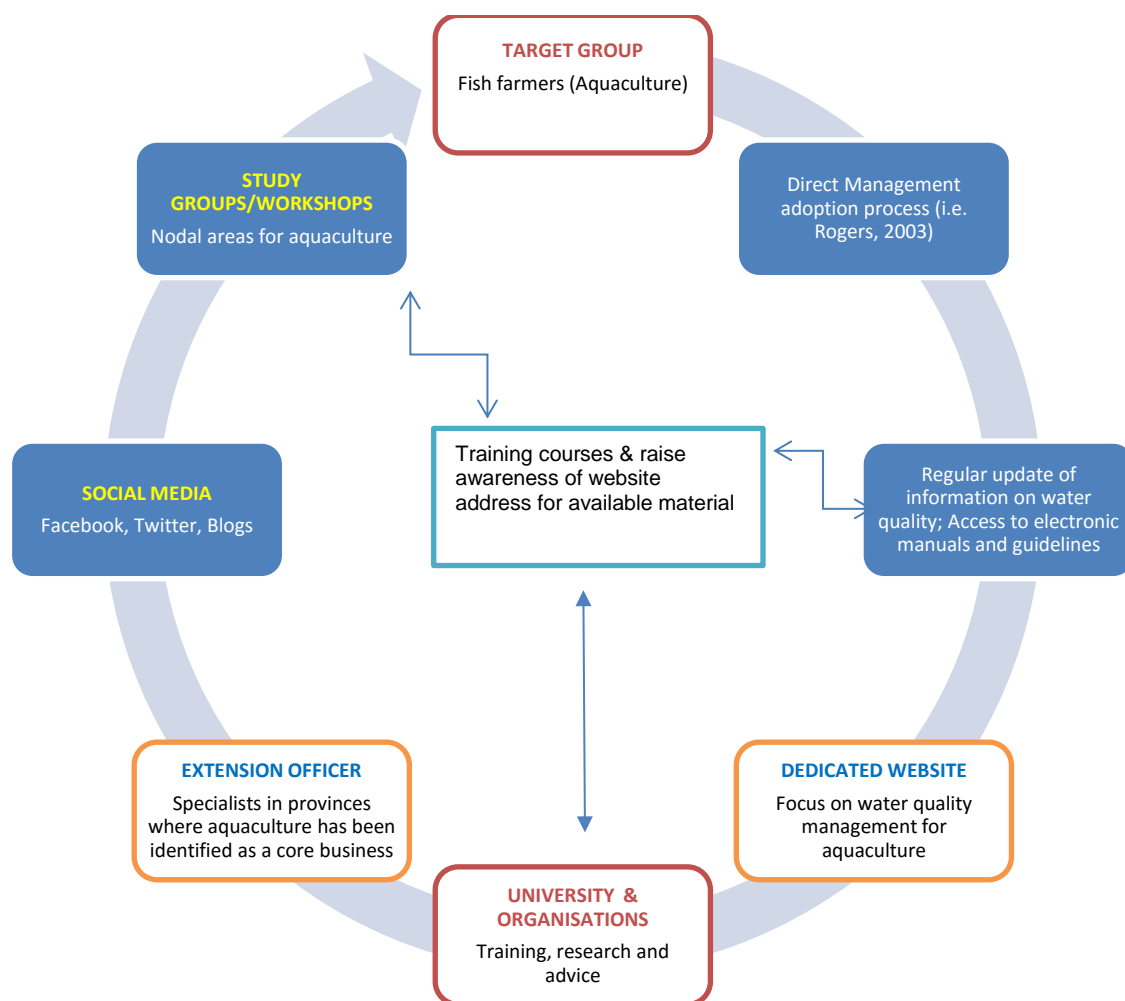 TARGET GROUP
Fish farmers (Aquaculture)
Direct Management
adoption process (i.e.
Rogers, 2003)
Regular update of
information on water
quality; Access to electronic
manuals and guidelines
DEDICATED WEBSITE
Focus on water quality
management for
aquaculture
UNIVERSITY &
ORGANISATIONS
Training, research and
advice
EXTENSION OFFICER
Specialists in provinces
where aquaculture has been
identified as a core business
SOCIAL MEDIA
Facebook, Twitter, Blogs
STUDY
GROUPS/WORKSHOPS
Nodal areas for aquaculture
Training courses & raise
awareness of website
address for available material